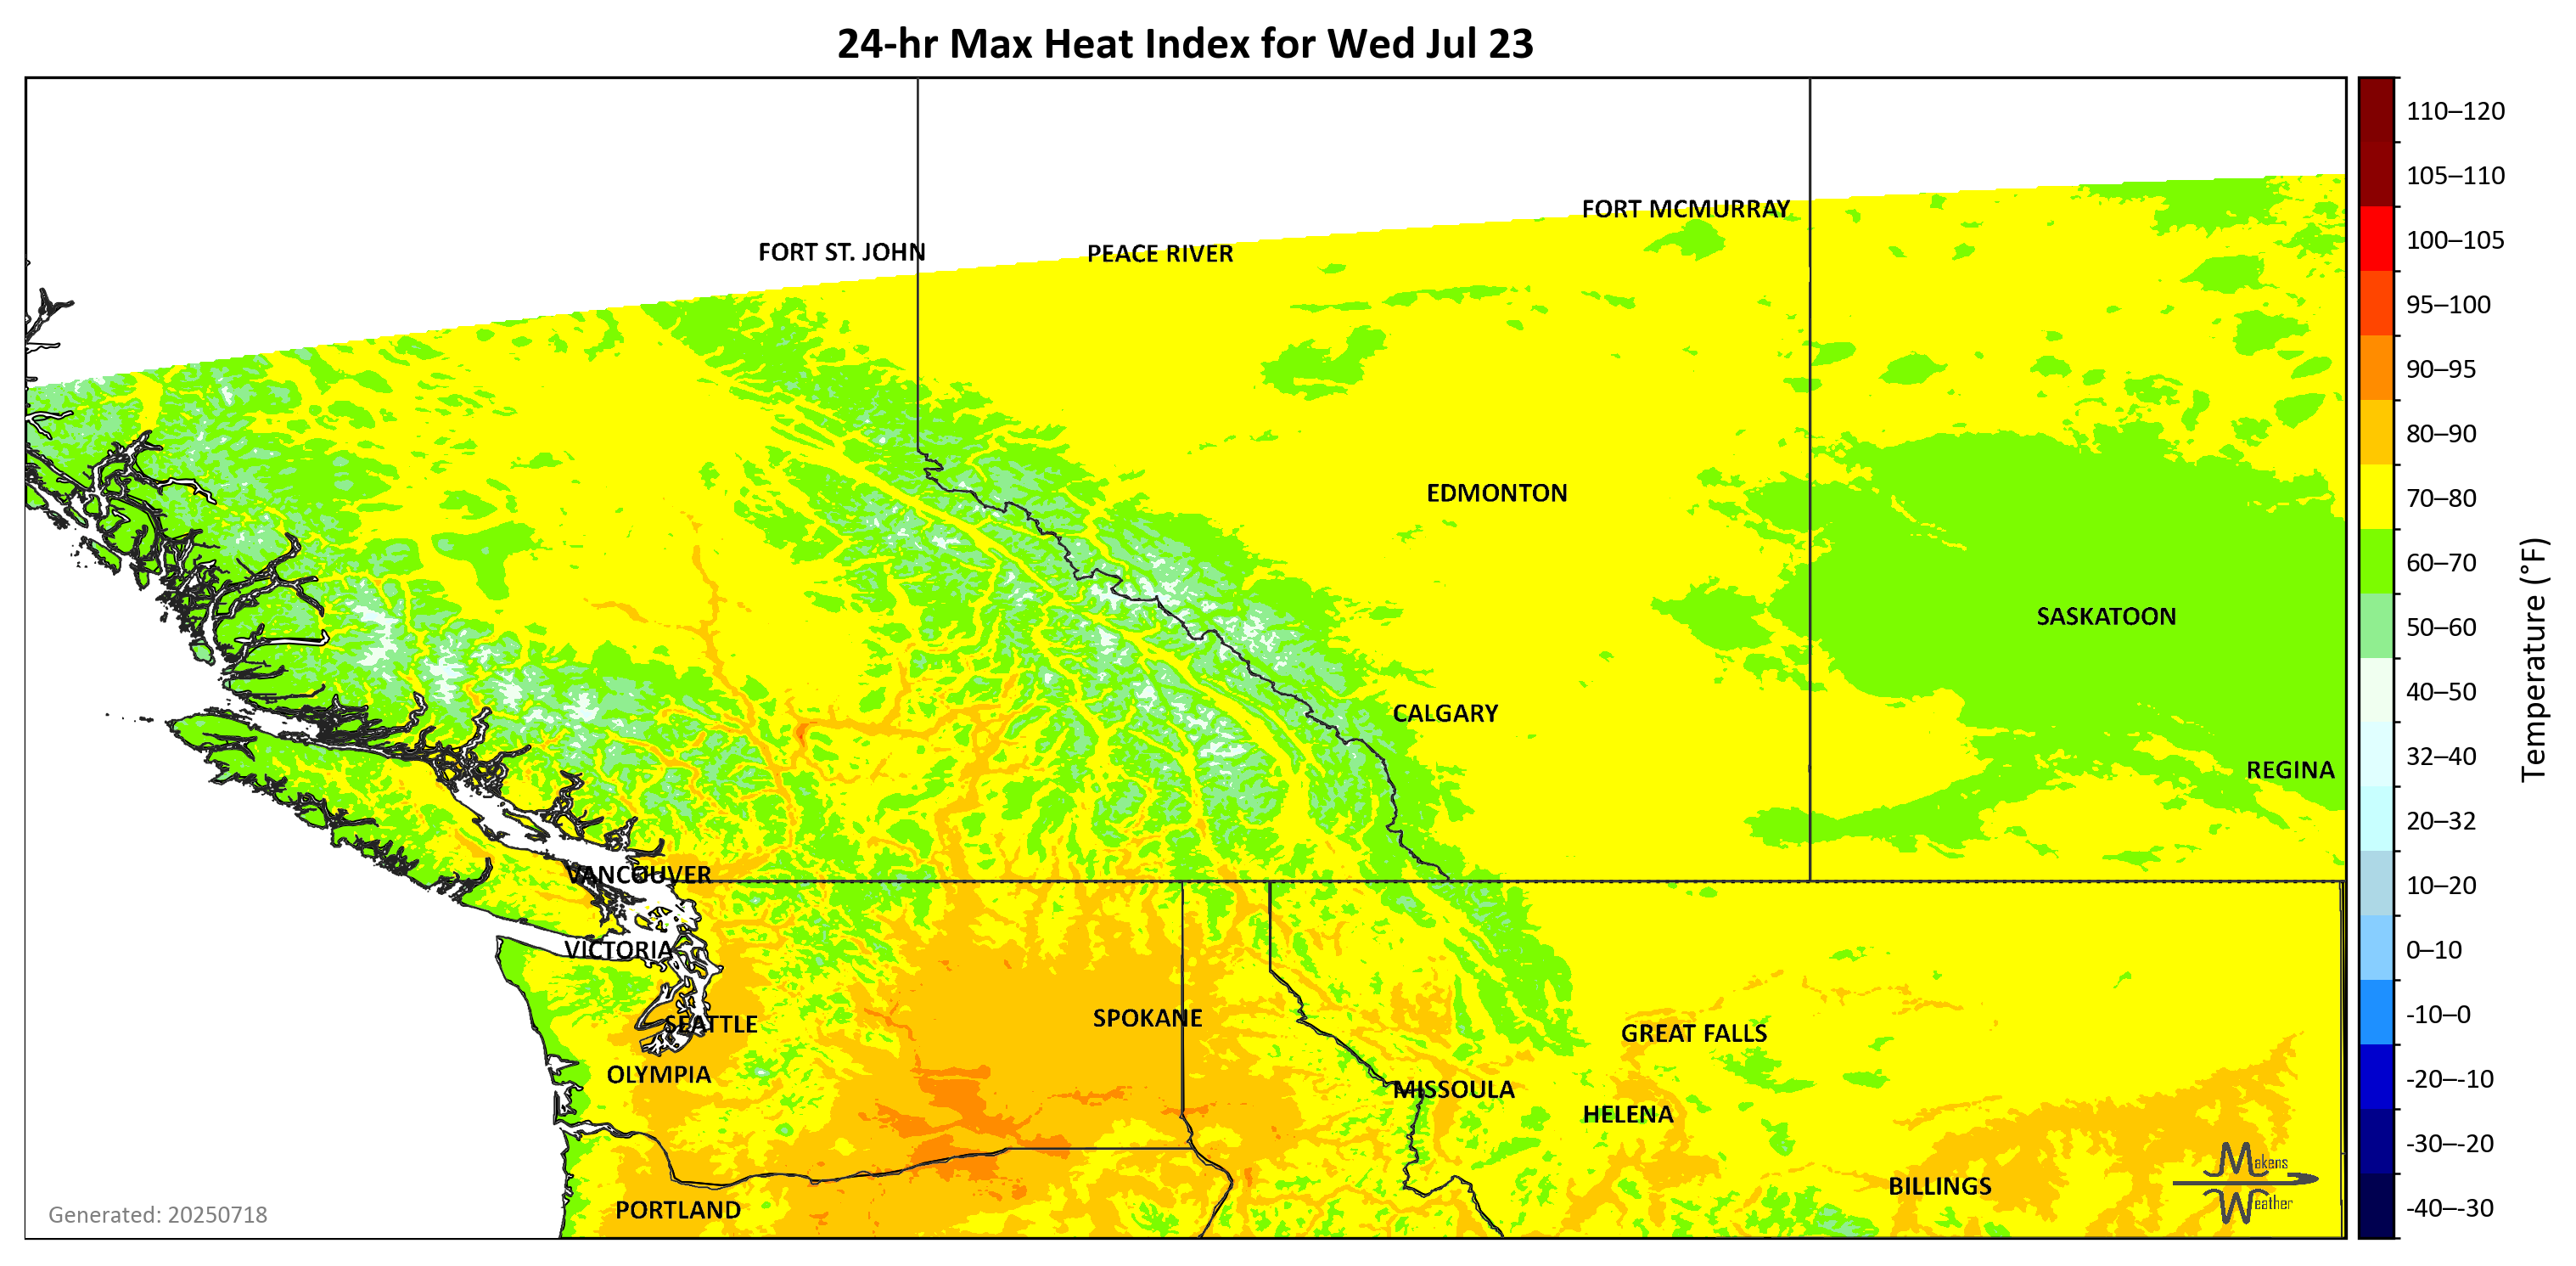 24-hr Max Heat Index for Wed Jul 23
110–120
105–110
100–105
95–100
90–95
80–90
70–80
60–70
50–60
40–50
32–40
20–32
10–20
0–10
-10–0
-20–-10
-30–-20
-40–-30
Temperature (°F)
FORT MCMURRAY
FORT ST. JOHN
PEACE RIVER
EDMONTON
SASKATOON
CALGARY
REGINA
VANCOUVER
VICTORIA
SEATTLE
SPOKANE
GREAT FALLS
OLYMPIA
MISSOULA
HELENA
BILLINGS
PORTLAND
Makens
Weather
Generated: 20250718